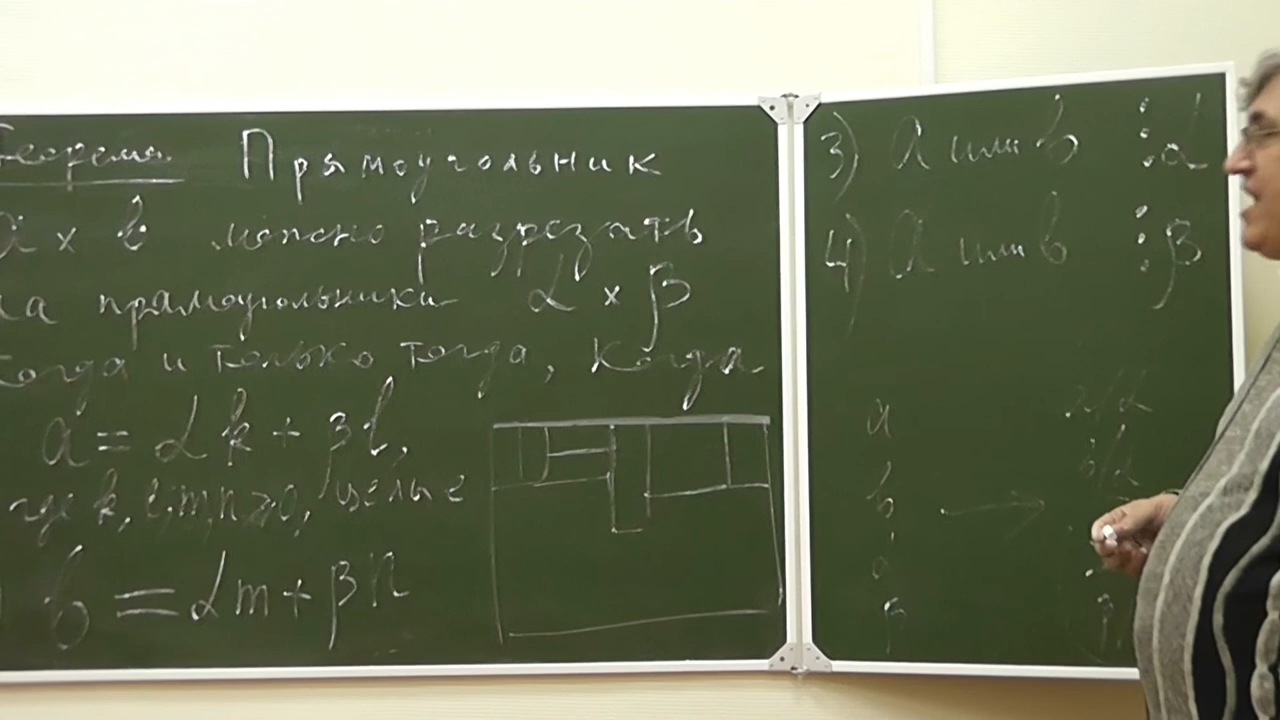 Теорема Прямоугольник
a × b можно разрезать
на прямоугольники α × β
тогда и только тогда, когда
a = αk + βl,
где k, l, m, n ≥ 0, целые
b = αm + βn
3) a или b ⋮ α
4) a или b ⋮ β
a a/α
b → b/α
β